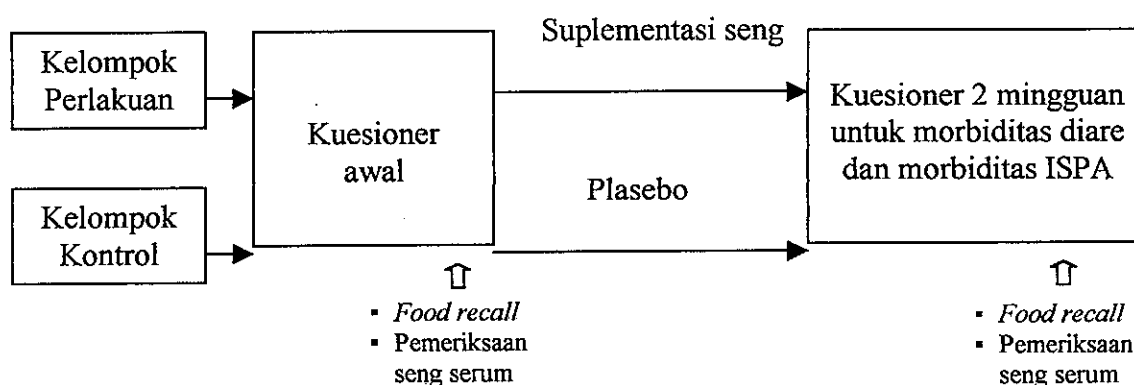 Kelompok
Perlakuan
Kelompok
Kontrol
Kuesioner
awal
Suplementasi seng
Plasebo
Kuesioner 2 mingguan
untuk morbiditas diare
dan morbiditas ISPA
▪ Food recall
▪ Pemeriksaan
seng serum
▪ Food recall
▪ Pemeriksaan
seng serum